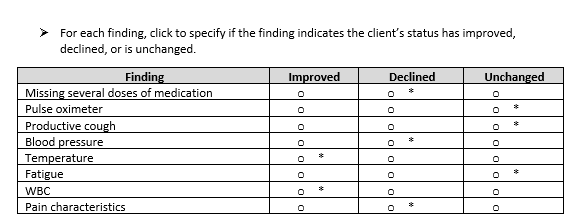 ➢ For each finding, click to specify if the finding indicates the client's status has improved,
declined, or is unchanged.
Finding Improved Declined Unchanged
Missing several doses of medication o o * o
Pulse oximeter o o o *
Productive cough o o o *
Blood pressure o o * o
Temperature o * o o
Fatigue o o o *
WBC o * o o
Pain characteristics o o * o